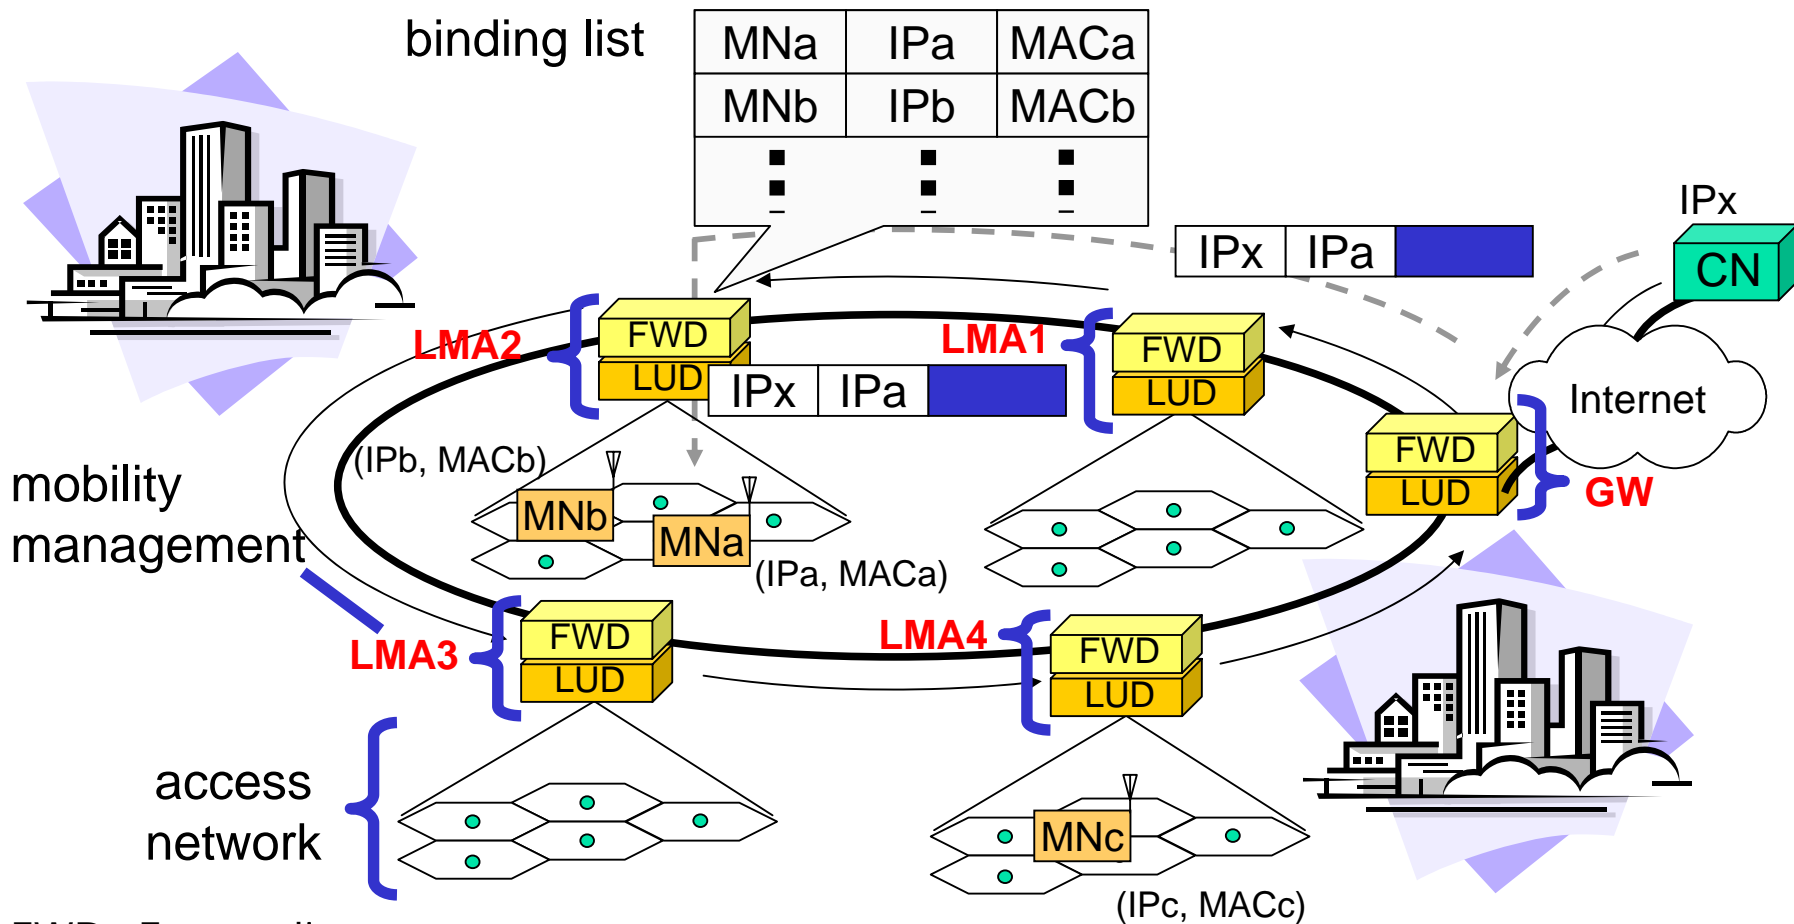 binding list
MNa IPa MACa
MNb IPb MACb
IPx
IPx IPa
CN
LMA2
FWD
LUD
LMA1
FWD
LUD
IPx IPa
Internet
FWD
LUD
GW
(IPb, MACb)
mobility
management
MNb
MNa
(IPa, MACa)
LMA3
FWD
LUD
LMA4
FWD
LUD
access
network
MNc
(IPc, MACc)